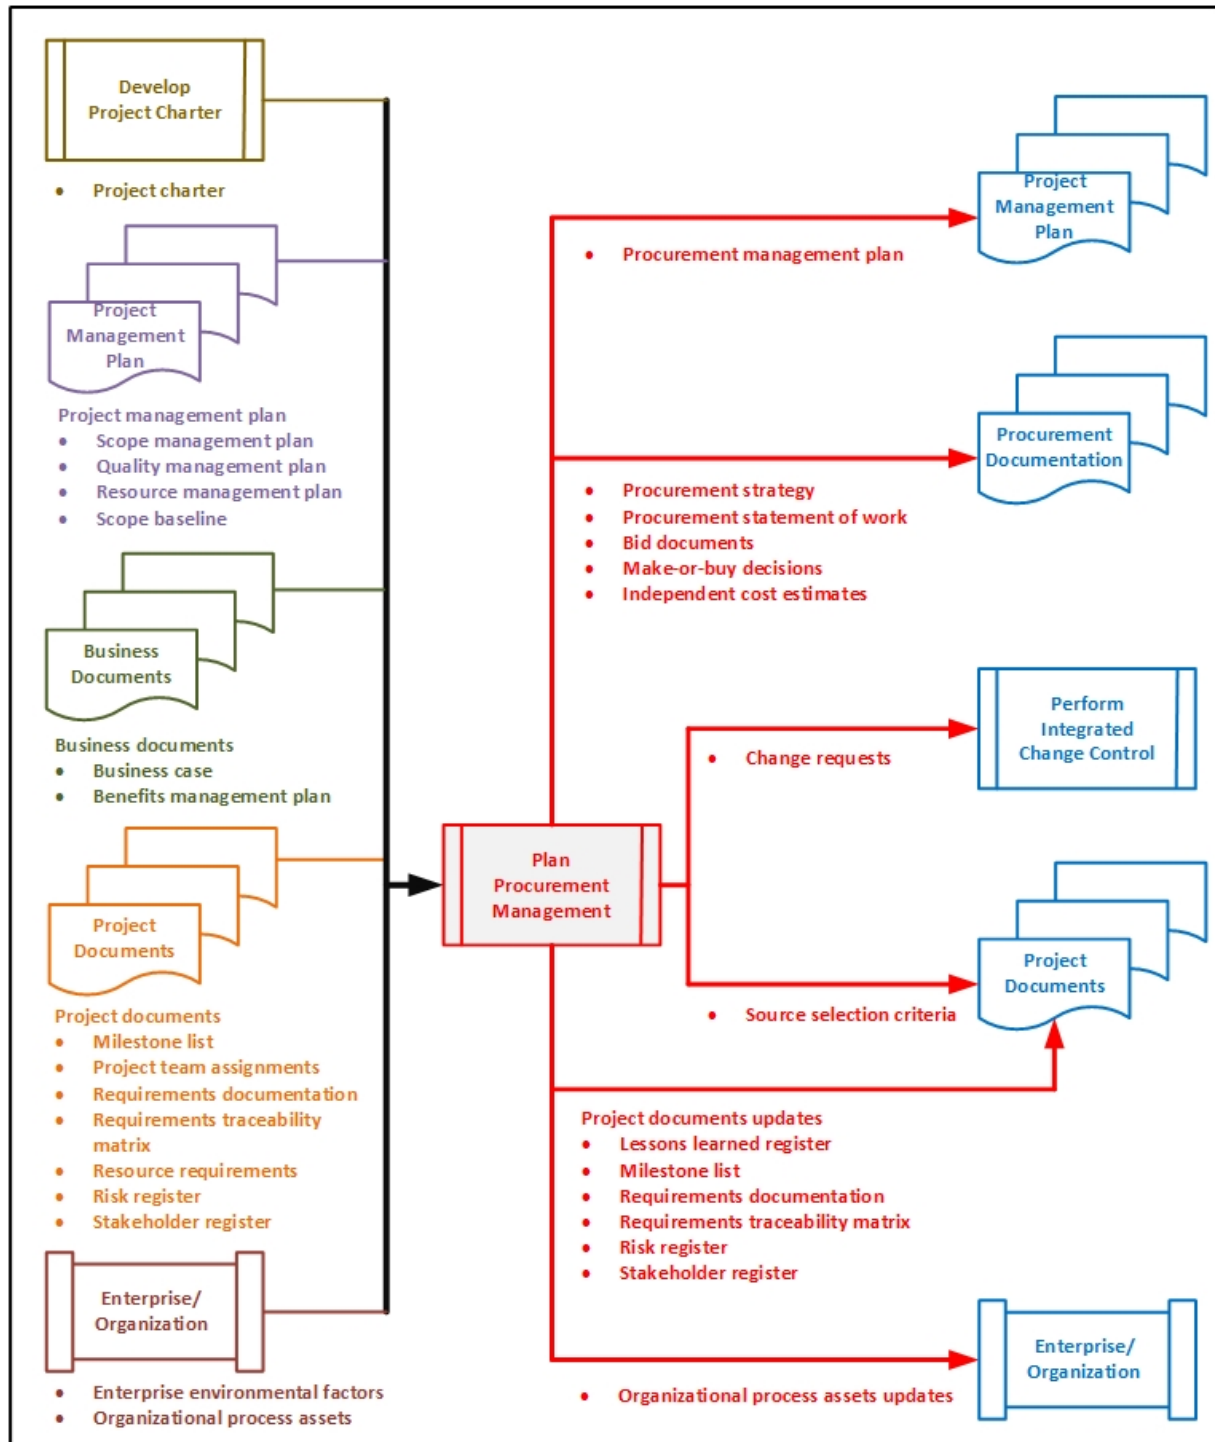 Develop
Project Charter
• Project charter
Project
Management
Plan
Project management plan
• Scope management plan
• Quality management plan
• Resource management plan
• Scope baseline
Business
Documents
Business documents
• Business case
• Benefits management plan
Project
Documents
Project documents
• Milestone list
• Project team assignments
• Requirements documentation
• Requirements traceability
matrix
• Resource requirements
• Risk register
• Stakeholder register
Enterprise/
Organization
• Enterprise environmental factors
• Organizational process assets
Plan
Procurement
Management
• Procurement management plan
Project
Management
Plan
• Procurement strategy
• Procurement statement of work
• Bid documents
• Make-or-buy decisions
• Independent cost estimates
Procurement
Documentation
• Change requests
Perform
Integrated
Change Control
• Source selection criteria
Project
Documents
Project documents updates
• Lessons learned register
• Milestone list
• Requirements documentation
• Requirements traceability matrix
• Risk register
• Stakeholder register
• Organizational process assets updates
Enterprise/
Organization